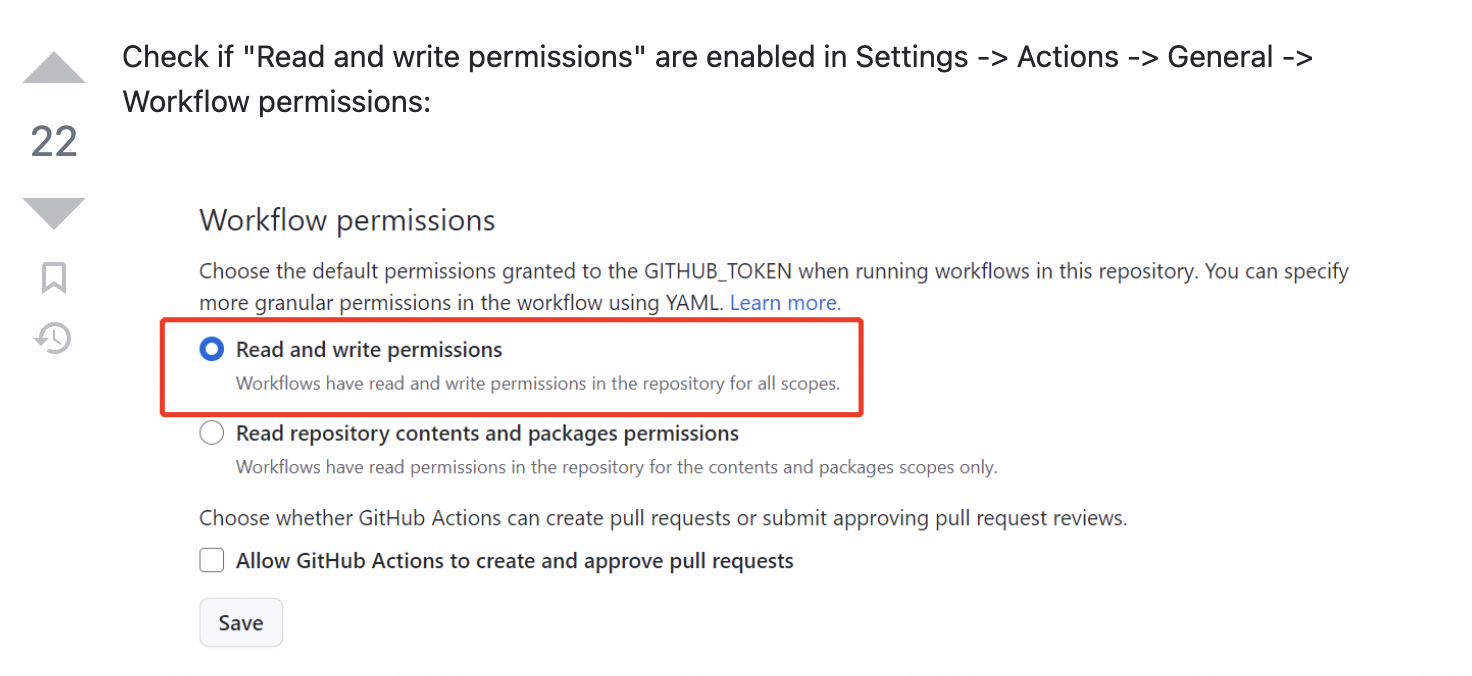 Check if "Read and write permissions" are enabled in Settings -> Actions -> General ->
Workflow permissions:
22
Workflow permissions
Choose the default permissions granted to the GITHUB_TOKEN when running workflows in this repository. You can specify
more granular permissions in the workflow using YAML. Learn more.
Read and write permissions
Workflows have read and write permissions in the repository for all scopes.
Read repository contents and packages permissions
Workflows have read permissions in the repository for the contents and packages scopes only.
Choose whether GitHub Actions can create pull requests or submit approving pull request reviews.
Allow GitHub Actions to create and approve pull requests
Save